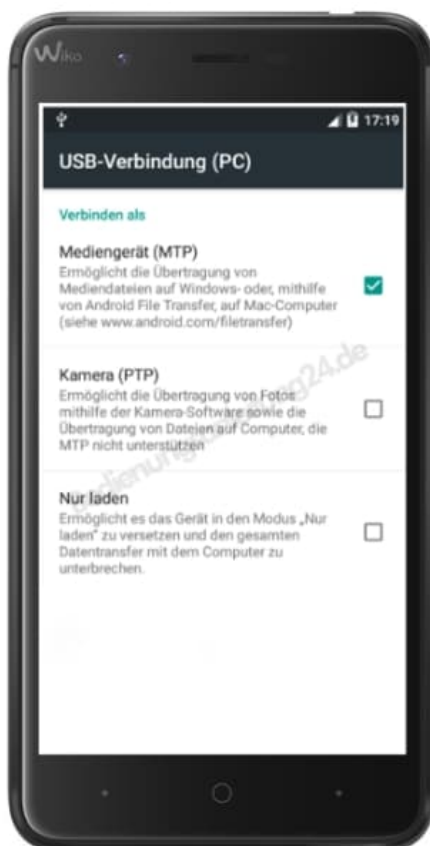 Wiko
17:19
USB-Verbindung (PC)
Verbinden als
Mediengerät (MTP)
Ermöglicht die Übertragung von
Mediendateien auf Windows- oder, mithilfe
von Android File Transfer, auf Mac-Computer
(siehe www.android.com/filetransfer)
Kamera (PTP)
Ermöglicht die Übertragung von Fotos
mithilfe der Kamera-Software sowie die
Übertragung von Dateien auf Computer, die
MTP nicht unterstützen
Nur laden
Ermöglicht es das Gerät in den Modus „Nur
laden" zu versetzen und den gesamten
Datentransfer mit dem Computer zu
unterbrechen.
bedienungsanleitung24.de